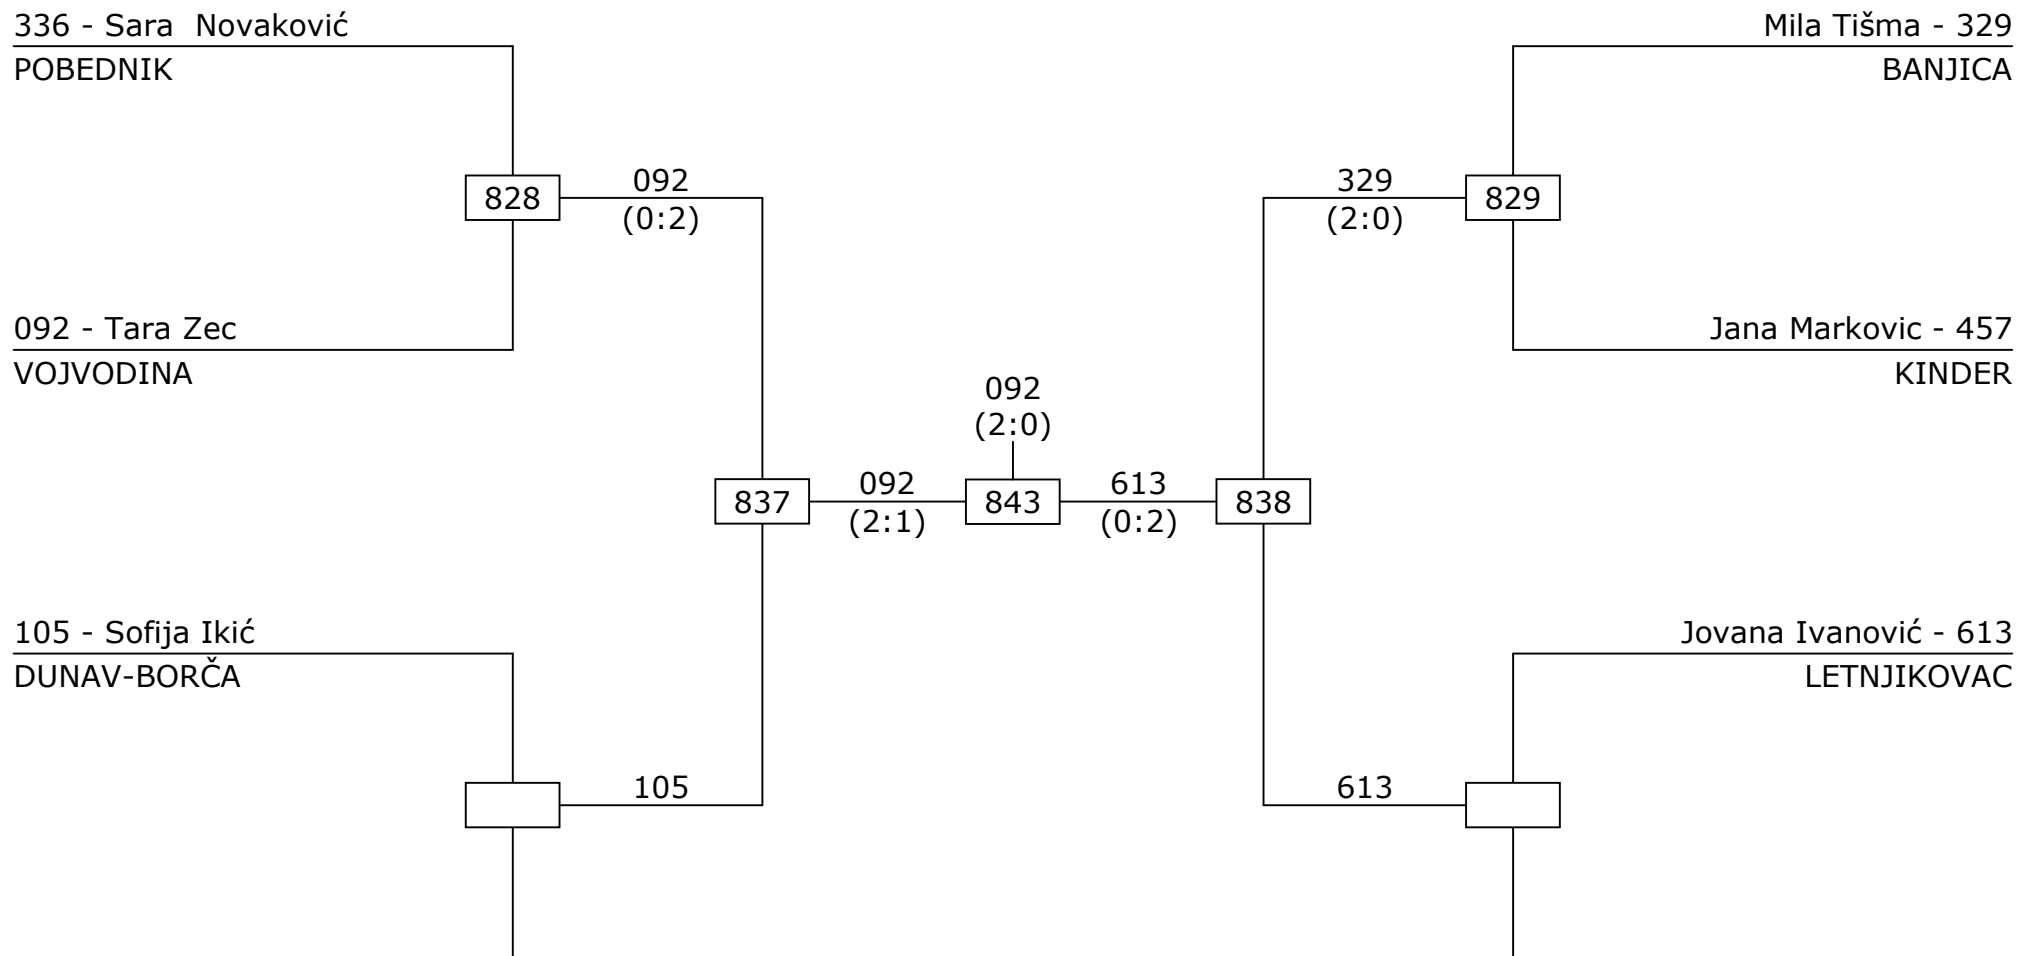 336 - Sara  Novaković
POBEDNIK
Mila Tišma - 329
BANJICA
828
092
(0:2)
329
(2:0)
829
092 - Tara Zec
VOJVODINA
Jana Markovic - 457
KINDER
092
(2:0)
837
092
(2:1)
843
613
(0:2)
838
105 - Sofija Ikić
DUNAV-BORČA
Jovana Ivanović - 613
LETNJIKOVAC
105
613